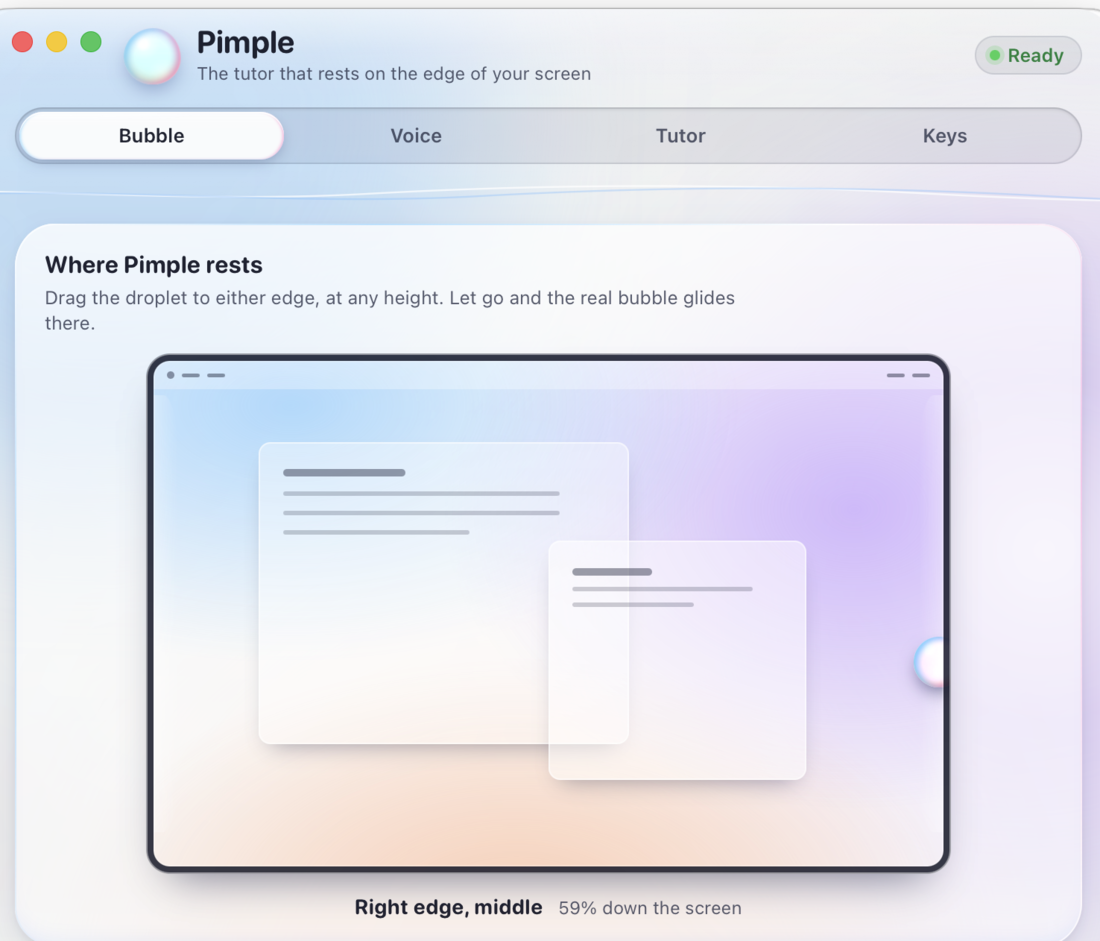 Pimple
The tutor that rests on the edge of your screen
Ready
Bubble
Voice
Tutor
Keys
Where Pimple rests
Drag the droplet to either edge, at any height. Let go and the real bubble glides
there.
Right edge, middle 59% down the screen